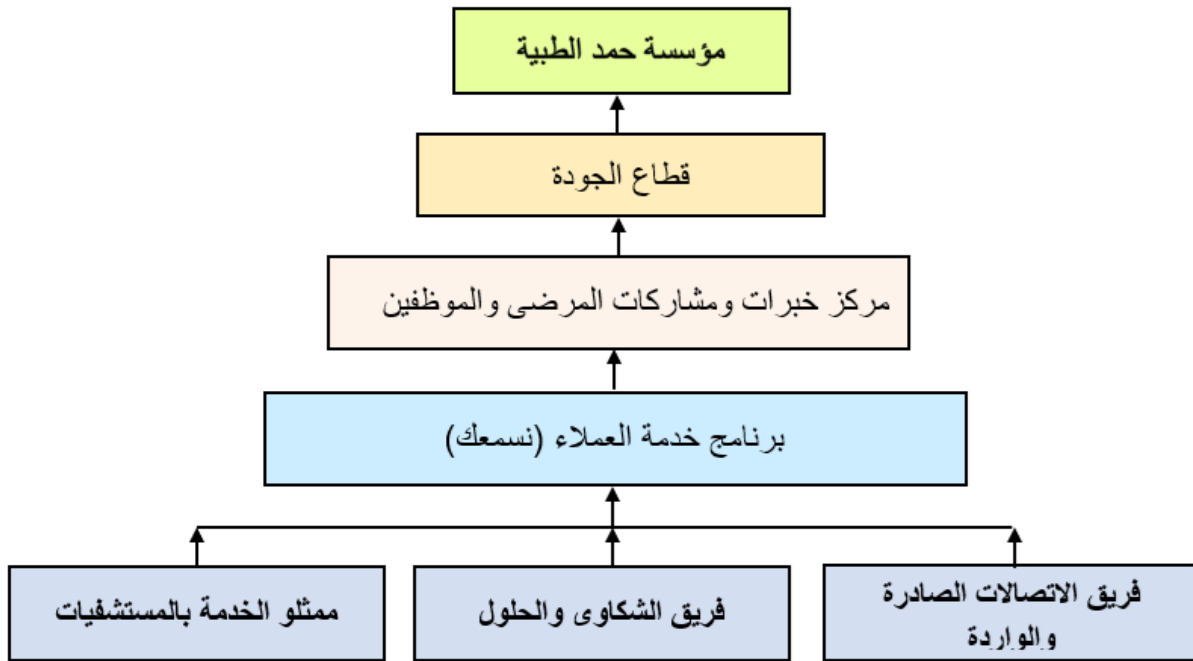 مؤسسة حمد الطبية
قطاع الجودة
مركز خبرات ومشاركات المرضى والموظفين
برنامج خدمة العملاء (نسمعك)
فريق الاتصالات الصادرة
والواردة
فريق الشكاوى والحلول
ممثلو الخدمة بالمستشفيات